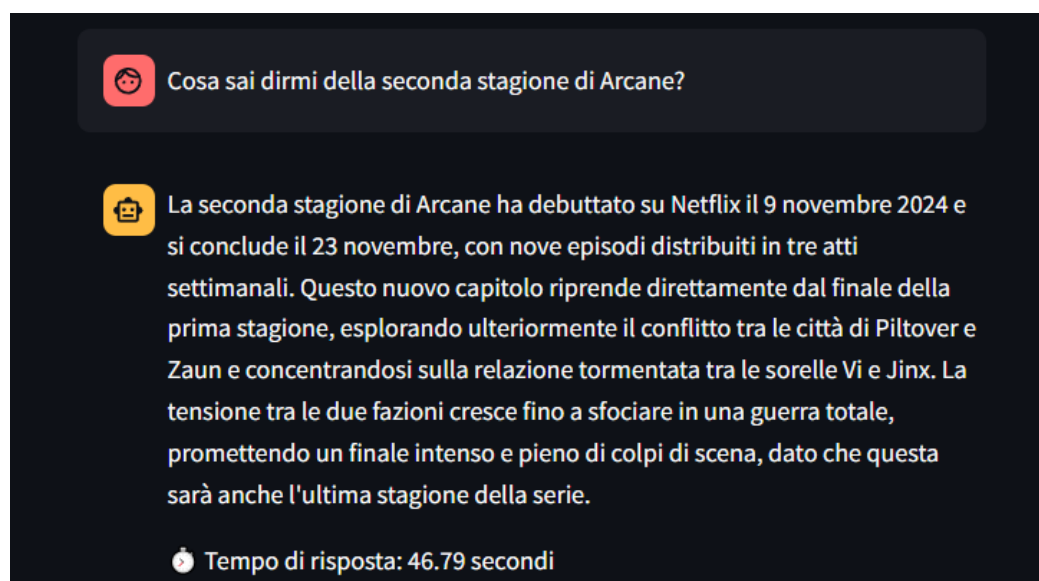 Cosa sai dirmi della seconda stagione di Arcane?
La seconda stagione di Arcane ha debuttato su Netflix il 9 novembre 2024 e
si conclude il 23 novembre, con nove episodi distribuiti in tre atti
settimanali. Questo nuovo capitolo riprende direttamente dal finale della
prima stagione, esplorando ulteriormente il conflitto tra le città di Piltover e
Zaun e concentrandosi sulla relazione tormentata tra le sorelle Vi e Jinx. La
tensione tra le due fazioni cresce fino a sfociare in una guerra totale,
promettendo un finale intenso e pieno di colpi di scena, dato che questa
sarà anche l'ultima stagione della serie.
Tempo di risposta: 46.79 secondi